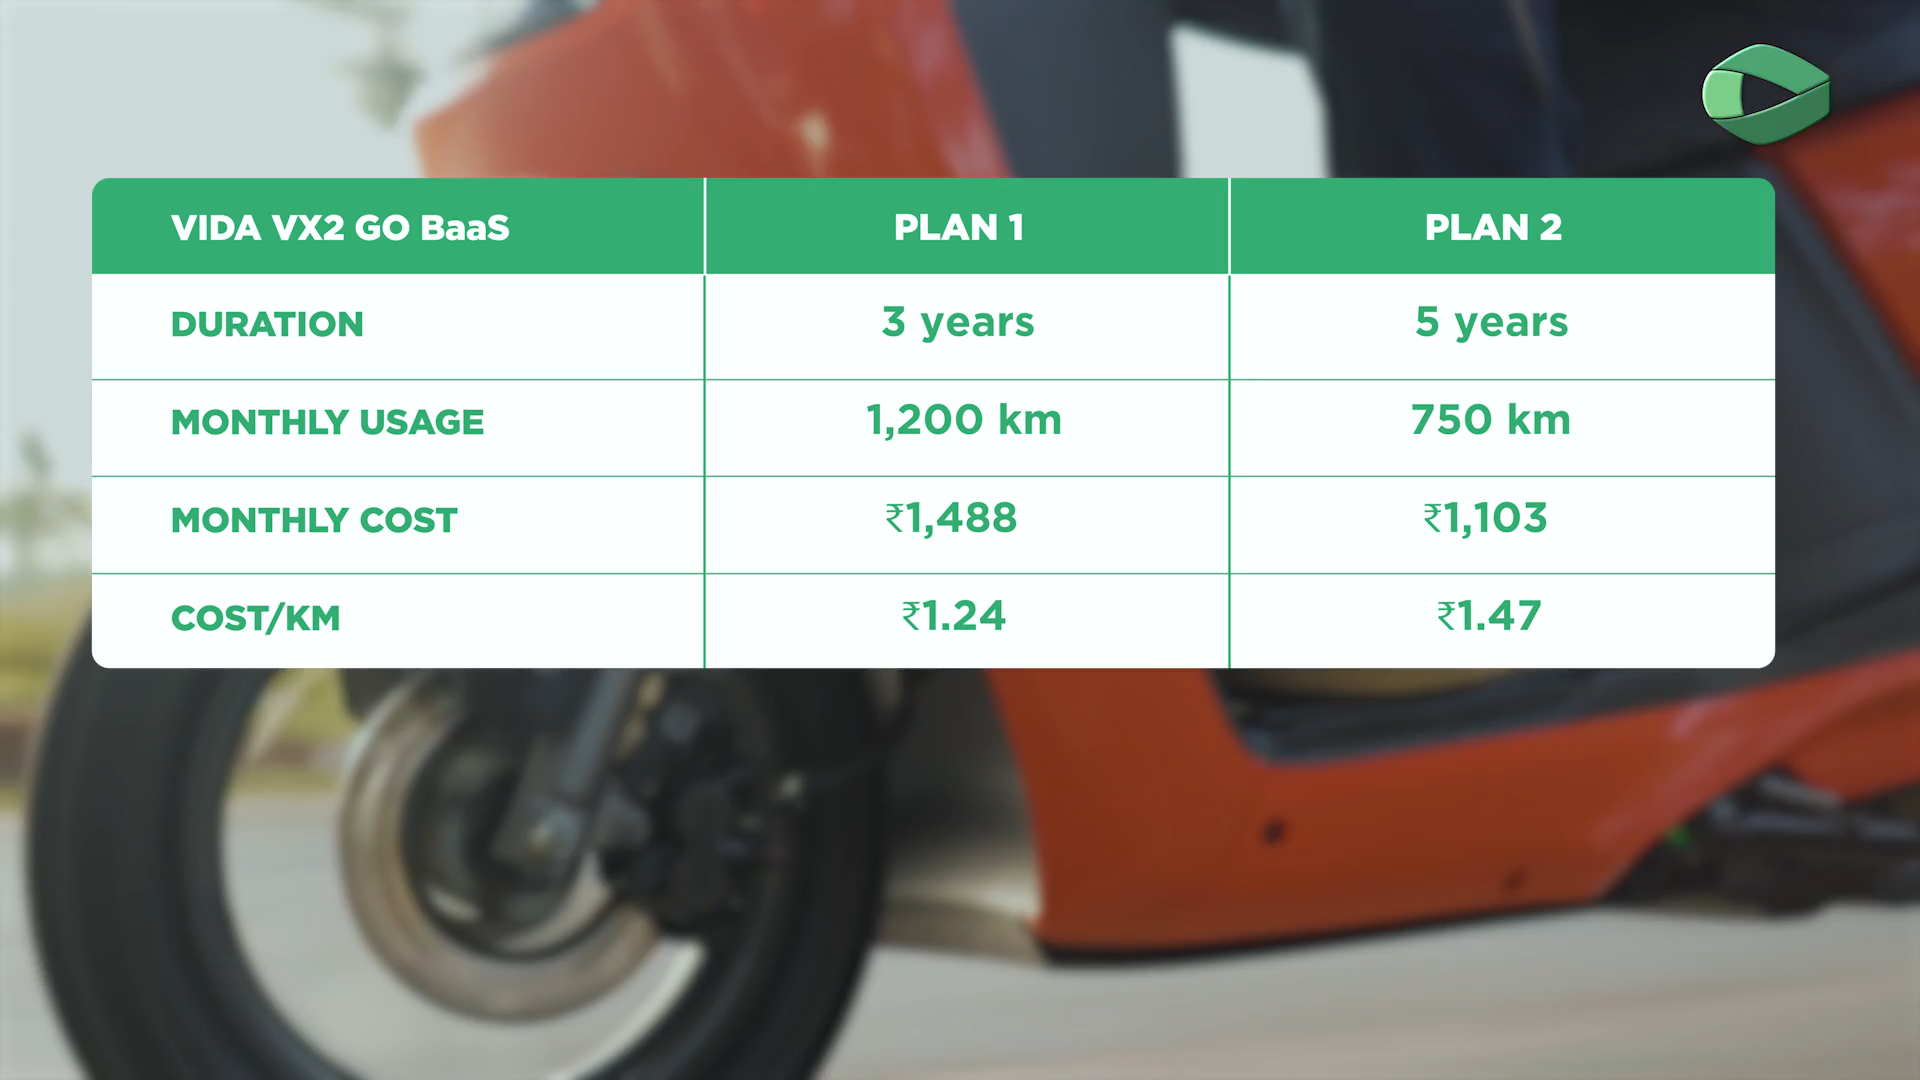 VIDA VX2 GO BaaS PLAN 1 PLAN 2
DURATION 3 years 5 years
MONTHLY USAGE 1,200 km 750 km
MONTHLY COST ₹1,488 ₹1,103
COST/KM ₹1.24 ₹1.47